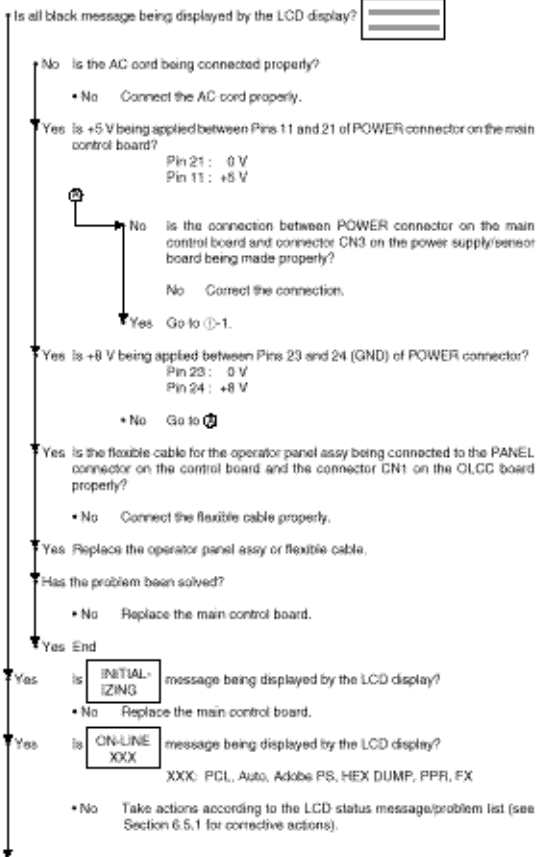 Is all black message being displayed by the LCD display?
No Is the AC cord being connected properly?
• No Connect the AC cord properly.
Yes Is +5 V being applied between Pins 11 and 21 of POWER connector on the main
control board?
Pin 21 : 0 V
Pin 11 : +5 V
A
No Is the connection between POWER connector on the main
control board and connector CN3 on the power supply/sensor
board being made properly?
No Correct the connection.
Yes Go to ①-1.
Yes Is +8 V being applied between Pins 23 and 24 (GND) of POWER connector?
Pin 23 : 0 V
Pin 24 : +8 V
• No Go to A
Yes Is the flexible cable for the operator panel assy being connected to the PANEL
connector on the control board and the connector CN1 on the OLCC board
properly?
• No Connect the flexible cable properly.
Yes Replace the operator panel assy or flexible cable.
Has the problem been solved?
• No Replace the main control board.
Yes End
Yes Is INITIAL-
IZING message being displayed by the LCD display?
• No Replace the main control board.
Yes Is ON-LINE
XXX message being displayed by the LCD display?
XXX: PCL, Auto, Adobe PS, HEX DUMP, PPR, FX
• No Take actions according to the LCD status message/problem list (see
Section 6.5.1 for corrective actions).